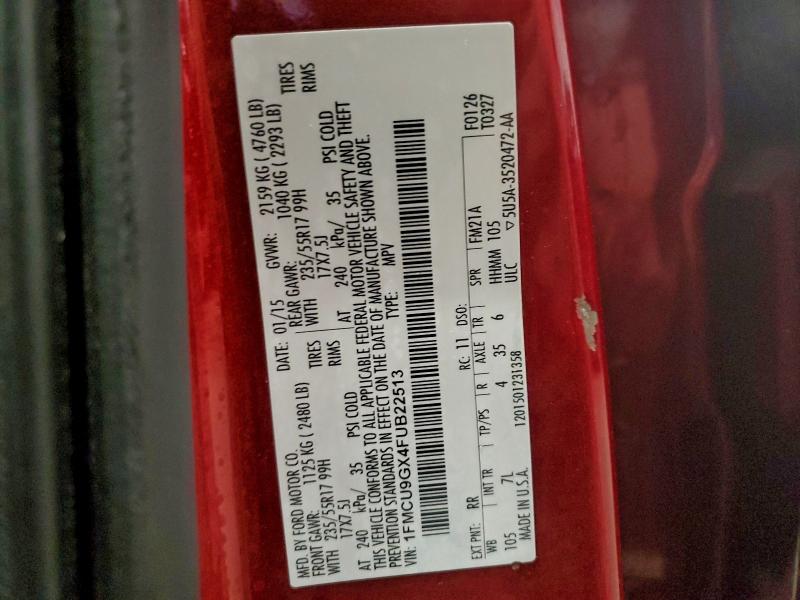 MFD. BY FORD MOTOR CO. DATE: 01/15 GVWR: 2159 KG ( 4760 LB)
FRONT GAWR: 1125 KG ( 2480 LB) REAR GAWR: 1040 KG ( 2293 LB)
WITH 235/55R17 99H TIRES WITH 235/55R17 99H TIRES
17X7.5J RIMS 17X7.5J RIMS
AT 240 kPa/ 35 PSI COLD AT 240 kPa/ 35 PSI COLD
THIS VEHICLE CONFORMS TO ALL APPLICABLE FEDERAL MOTOR VEHICLE SAFETY AND THEFT
PREVENTION STANDARDS IN EFFECT ON THE DATE OF MANUFACTURE SHOWN ABOVE.
VIN: 1FMCU9GX4FUB22513 TYPE: MPV
EXT PNT: RR RC: 11 DSO: FM21A F0126
WB INT TR TP/PS R AXLE TR SPR T0327
105 7L 4 35 6 HHMM 105
ULC ▽5U5A-3520472-AA
MADE IN U.S.A. 1201501231358